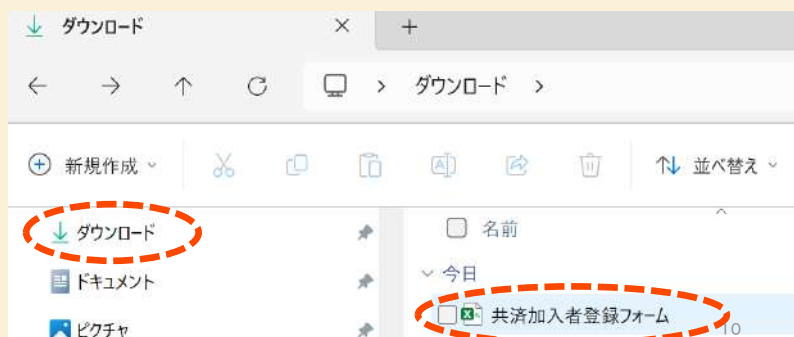 ダウンロード
ダウンロード
新規作成
並べ替え
ダウンロード
名前
ドキュメント
今日
共済加入者登録フォーム
ピクチャ